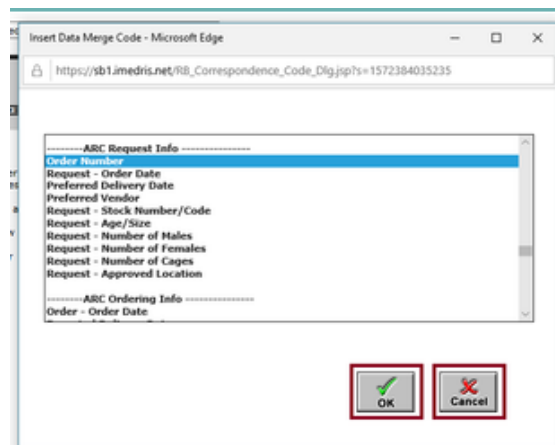 Insert Data Merge Code - Microsoft Edge
https://sb1.imedris.net/RB_Correspondence_Code_Dlg.jsp?s=1572384035235
--------ARC Request Info ---------------
Order Number
Request - Order Date
Preferred Delivery Date
Preferred Vendor
Request - Stock Number/Code
Request - Age/Size
Request - Number of Males
Request - Number of Females
Request - Number of Cages
Request - Approved Location
--------ARC Ordering Info ---------------
Order - Order Date
OK
Cancel